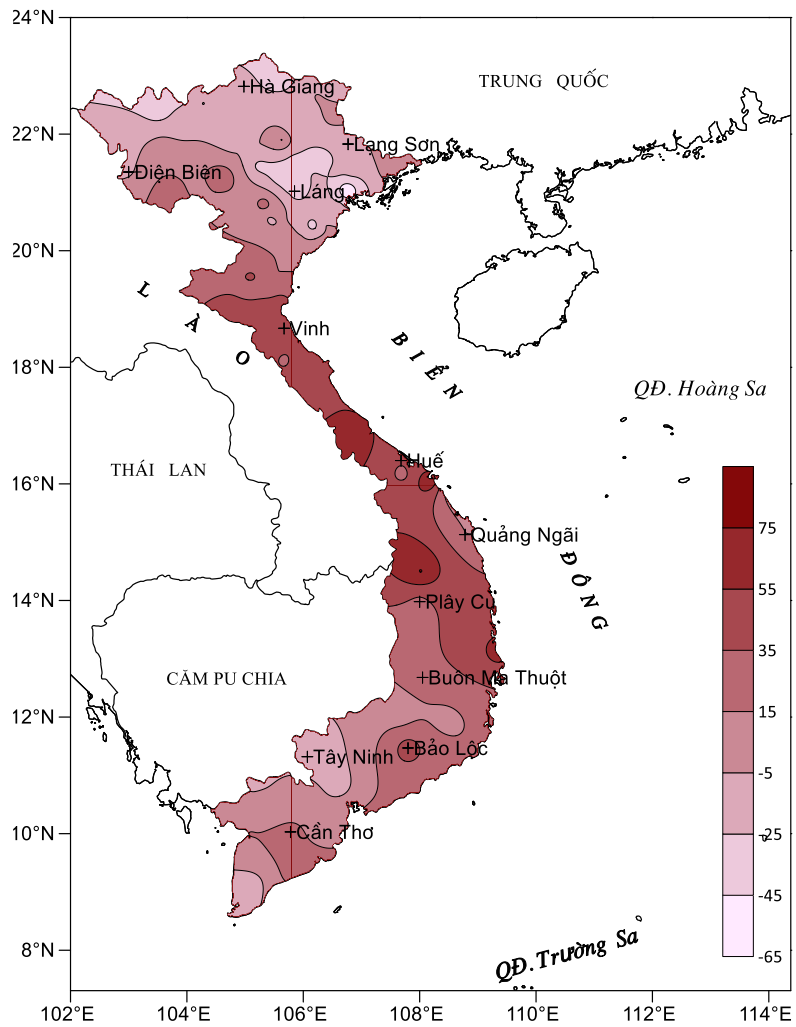 24°N
Hà Giang
TRUNG QUỐC
22°N
Lạng Sơn
Điện Biên
Láng
20°N
LÀO
Vinh
BIỂN
18°N
QĐ. Hoàng Sa
THÁI LAN
Huế
16°N
Quảng Ngãi
75
ĐÔNG
55
14°N
Plây Cu
35
CĂM PU CHIA
Buôn Ma Thuột
15
12°N
Bảo Lộc
Tây Ninh
-5
10°N
Cần Thơ
-25
-45
8°N
QĐ. Trường Sa
-65
102°E 104°E 106°E 108°E 110°E 112°E 114°E